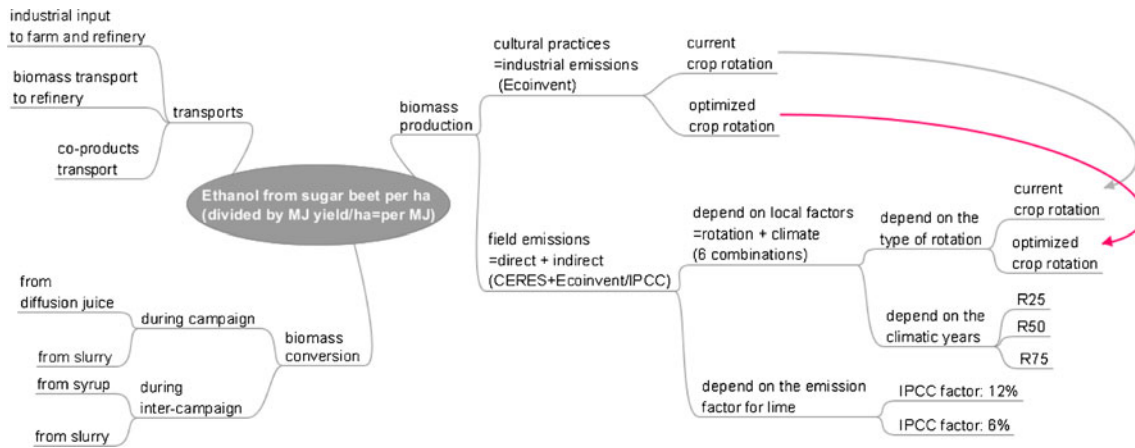 industrial input
to farm and refinery
biomass transport
to refinery
transports
co-products
transport
Ethanol from sugar beet per ha
(divided by MJ yield/ha=per MJ)
from
diffusion juice
during campaign
from slurry
from syrup
during
inter-campaign
from slurry
biomass
conversion
biomass
production
cultural practices
=industrial emissions
(Ecoinvent)
current
crop rotation
optimized
crop rotation
field emissions
=direct + indirect
(CERES+Ecoinvent/IPCC)
depend on local factors
=rotation + climate
(6 combinations)
depend on the
type of rotation
current
crop rotation
optimized
crop rotation
depend on the
climatic years
R25
R50
R75
depend on the emission
factor for lime
IPCC factor: 12%
IPCC factor: 6%